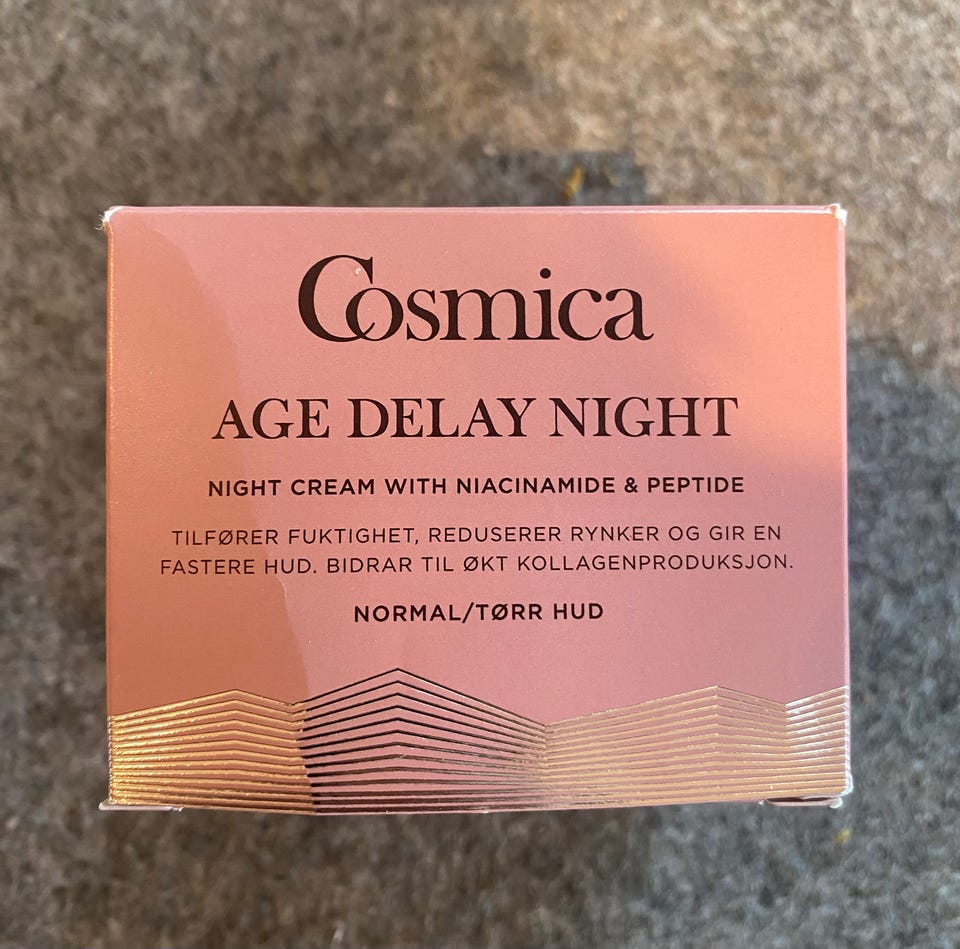 Cosmica
AGE DELAY NIGHT
NIGHT CREAM WITH NIACINAMIDE & PEPTIDE
TILFØRER FUKTIGHET, REDUSERER RYNKER OG GIR EN
FASTERE HUD. BIDRAR TIL ØKT KOLLAGENPRODUKSJON.
NORMAL/TØRR HUD